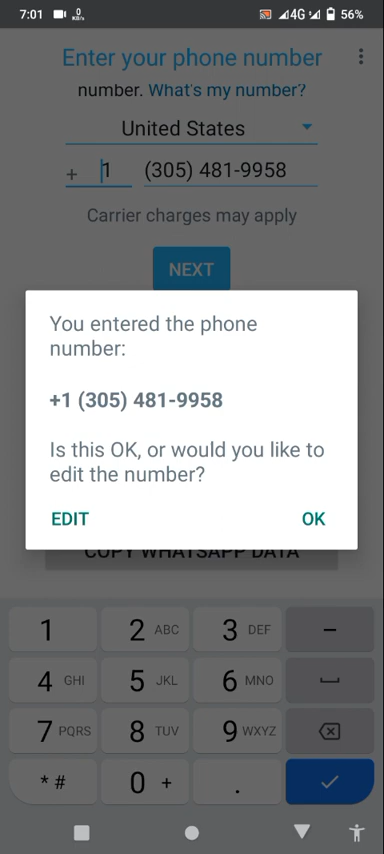 7:01 0 KB/s 4G 56%
Enter your phone number
number. What's my number?
United States
+ 1 (305) 481-9958
Carrier charges may apply
NEXT
You entered the phone
number:
+1 (305) 481-9958
Is this OK, or would you like to
edit the number?
EDIT OK
COPY WHATSAPP DATA
1 2 ABC 3 DEF –
4 GHI 5 JKL 6 MNO
7 PQRS 8 TUV 9 WXYZ
* # 0 + .